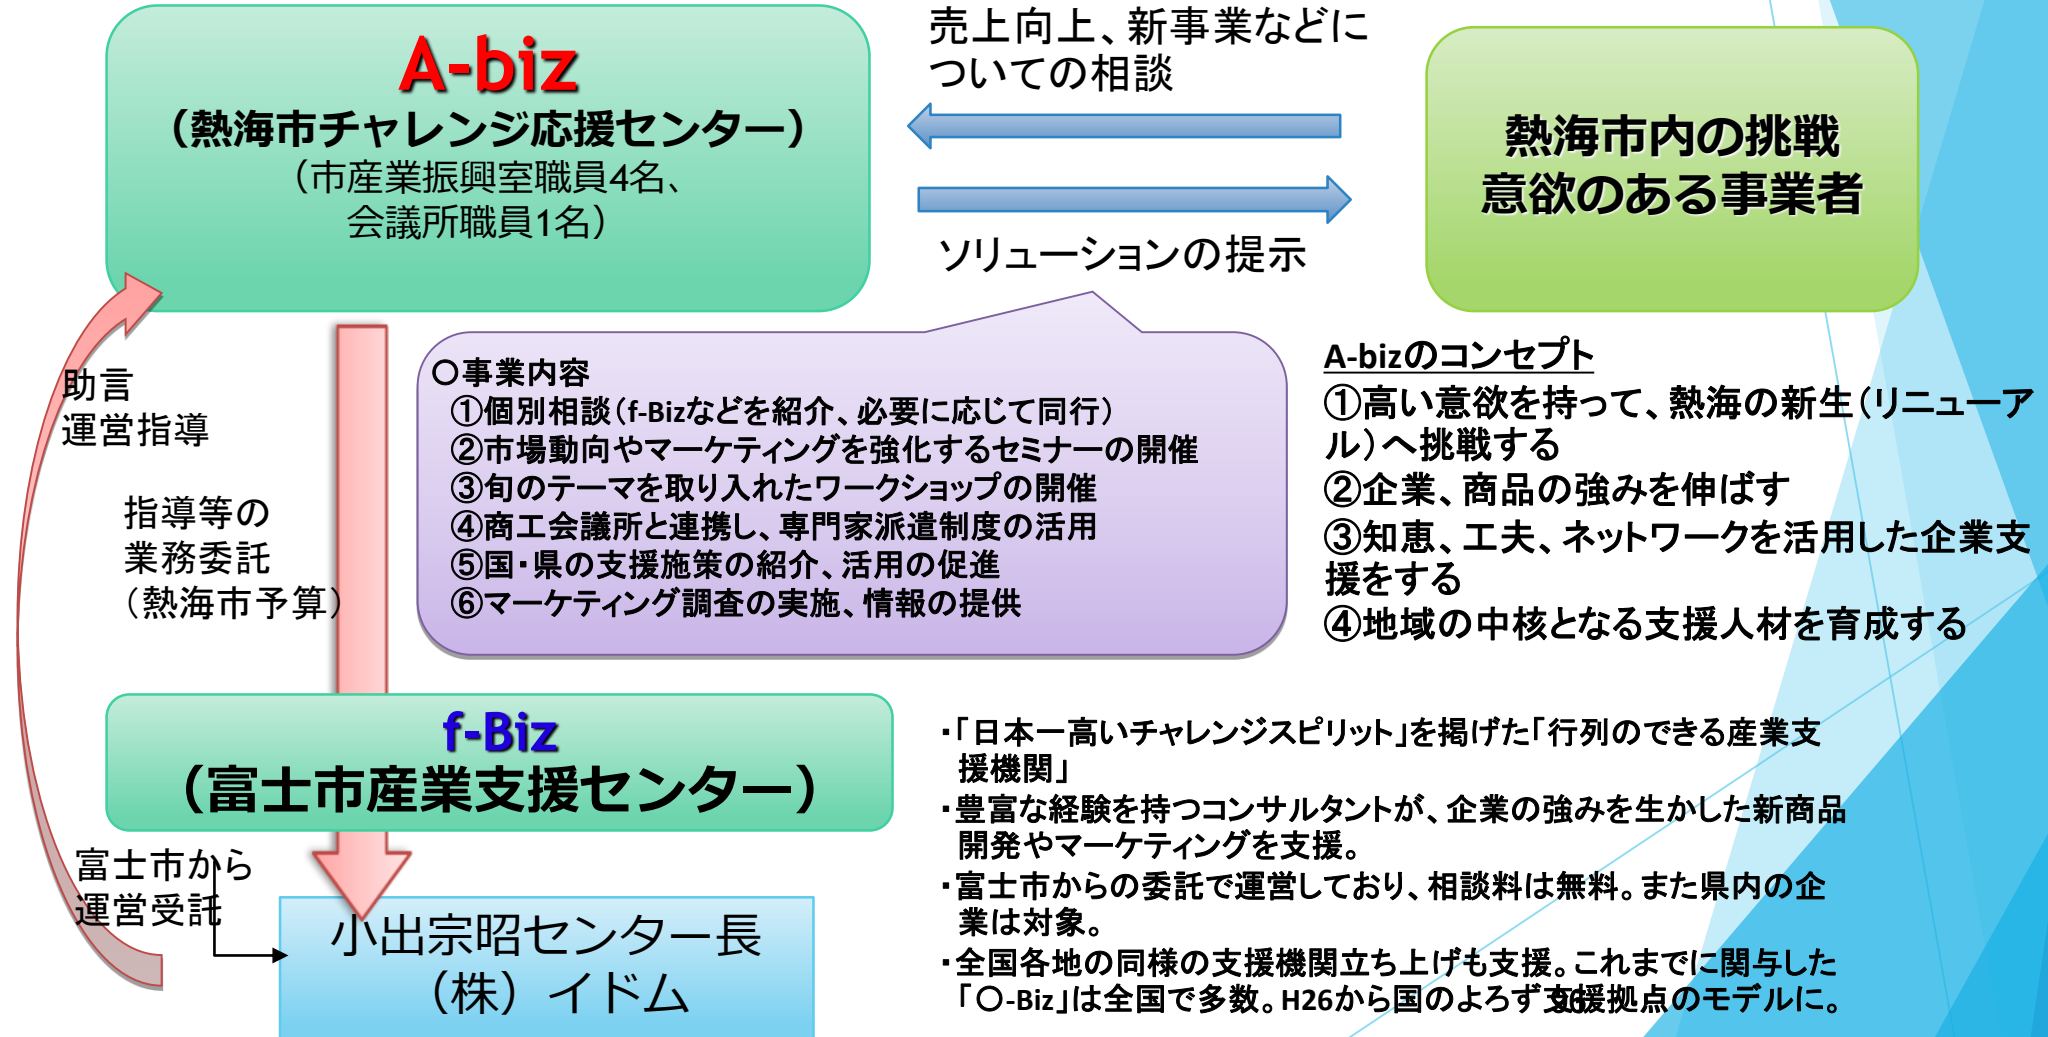 A-biz
（熱海市チャレンジ応援センター）
（市産業振興室職員4名、
会議所職員1名）
売上向上、新事業などに
ついての相談
ソリューションの提示
熱海市内の挑戦
意欲のある事業者
助言
運営指導
指導等の
業務委託
（熱海市予算）
〇事業内容
①個別相談（f-Bizなどを紹介、必要に応じて同行）
②市場動向やマーケティングを強化するセミナーの開催
③旬のテーマを取り入れたワークショップの開催
④商工会議所と連携し、専門家派遣制度の活用
⑤国・県の支援施策の紹介、活用の促進
⑥マーケティング調査の実施、情報の提供
A-bizのコンセプト
①高い意欲を持って、熱海の新生（リニューア
ル）へ挑戦する
②企業、商品の強みを伸ばす
③知恵、工夫、ネットワークを活用した企業支
援をする
④地域の中核となる支援人材を育成する
f-Biz
（富士市産業支援センター）
富士市から
運営受託
小出宗昭センター長
（株）イドム
・「日本一高いチャレンジスピリット」を掲げた「行列のできる産業支
援機関」
・豊富な経験を持つコンサルタントが、企業の強みを生かした新商品
開発やマーケティングを支援。
・富士市からの委託で運営しており、相談料は無料。また県内の企
業は対象。
・全国各地の同様の支援機関立ち上げも支援。これまでに関与した
「〇-Biz」は全国で多数。H26から国のよろず支援拠点のモデルに。